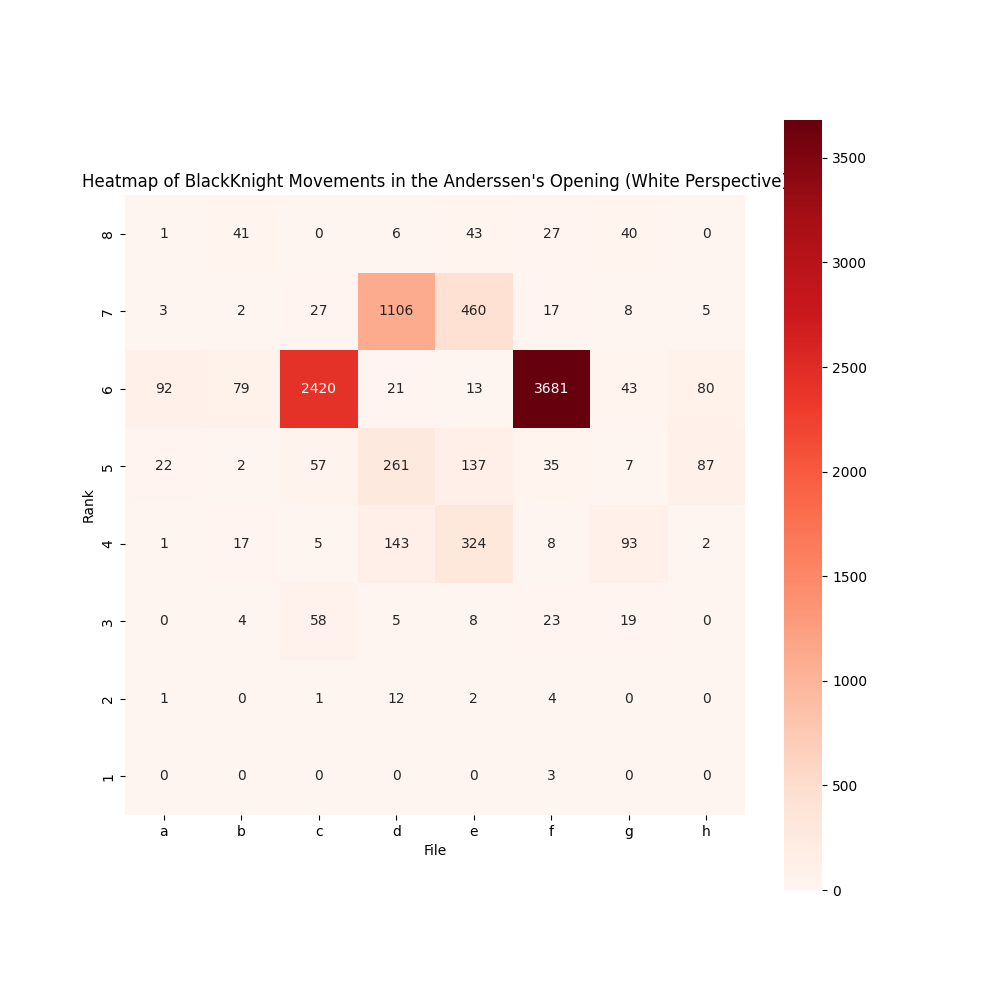 Heatmap of BlackKnight Movements in the Anderssen's Opening (White Perspective)
8 1 41 0 6 43 27 40 0
7 3 2 27 1106 460 17 8 5
6 92 79 2420 21 13 3681 43 80
5 22 2 57 261 137 35 7 87
4 1 17 5 143 324 8 93 2
3 0 4 58 5 8 23 19 0
2 1 0 1 12 2 4 0 0
1 0 0 0 0 0 3 0 0
a b c d e f g h
File
Rank
3500
3000
2500
2000
1500
1000
500
0